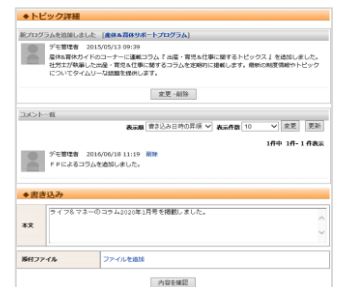 ◆トピック詳細
新プログラムを追加しました [産休&育休サポートプログラム]
デモ管理者 2015/05/13 09:39
産休&育休ガイドのコーナーに連載コラム『出産・育児&仕事に関するトピックス』を追加しました。
社労士が執筆した出産・育児&仕事に関するコラムを定期的に掲載します。最新の制度情報やトピック
についてタイムリーな話題を提供します。
変更・削除
コメント一覧
表示順 書き込み日時の昇順 表示件数 10 変更 更新
1件中 1件- 1 件表示
デモ管理者 2016/06/18 11:19 削除
FPによるコラムを追加しました。
◆書き込み
本文 ライフ&マネーのコラム2020年1月号を掲載しました。
添付ファイル ファイルを追加
内容を確認